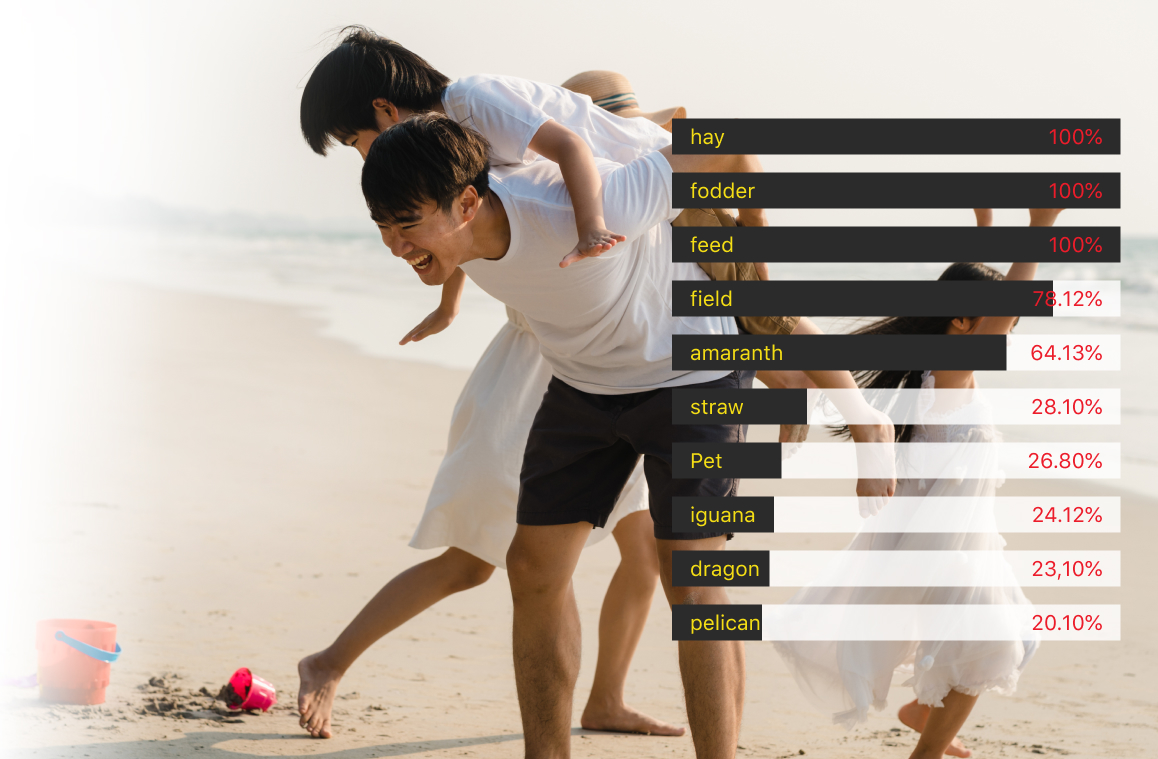 hay 100%
fodder 100%
feed 100%
field 78.12%
amaranth 64.13%
straw 28.10%
Pet 26.80%
iguana 24.12%
dragon 23,10%
pelican 20.10%